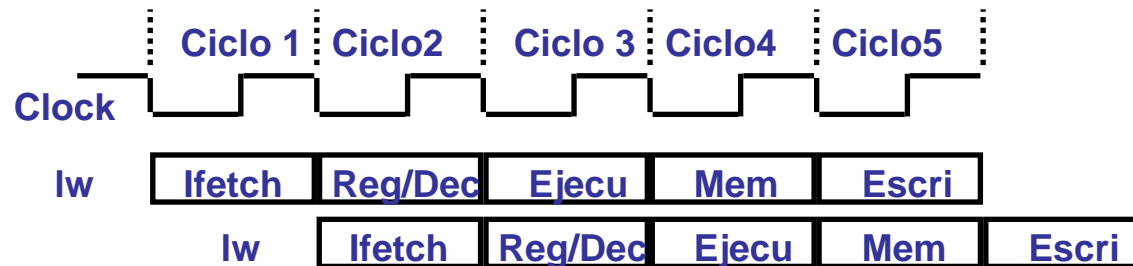 Ciclo 1 Ciclo2 Ciclo 3 Ciclo4 Ciclo5
Clock
lw Ifetch Reg/Dec Ejecu Mem Escri
lw Ifetch Reg/Dec Ejecu Mem Escri